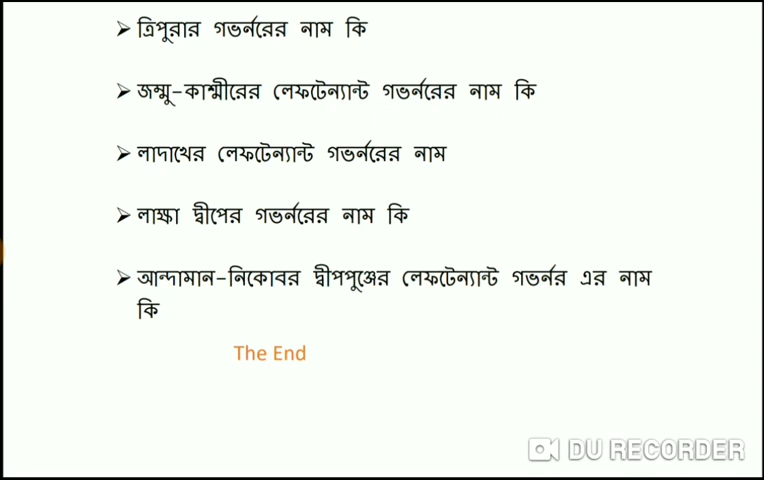 ➢ ত্রিপুরার গভর্নরের নাম কি
➢ জম্মু-কাশ্মীরের লেফটেন্যান্ট গভর্নরের নাম কি
➢ লাদাখের লেফটেন্যান্ট গভর্নরের নাম
➢ লাক্ষা দ্বীপের গভর্নরের নাম কি
➢ আন্দামান-নিকোবর দ্বীপপুঞ্জের লেফটেন্যান্ট গভর্নর এর নাম
কি
The End
DU RECORDER